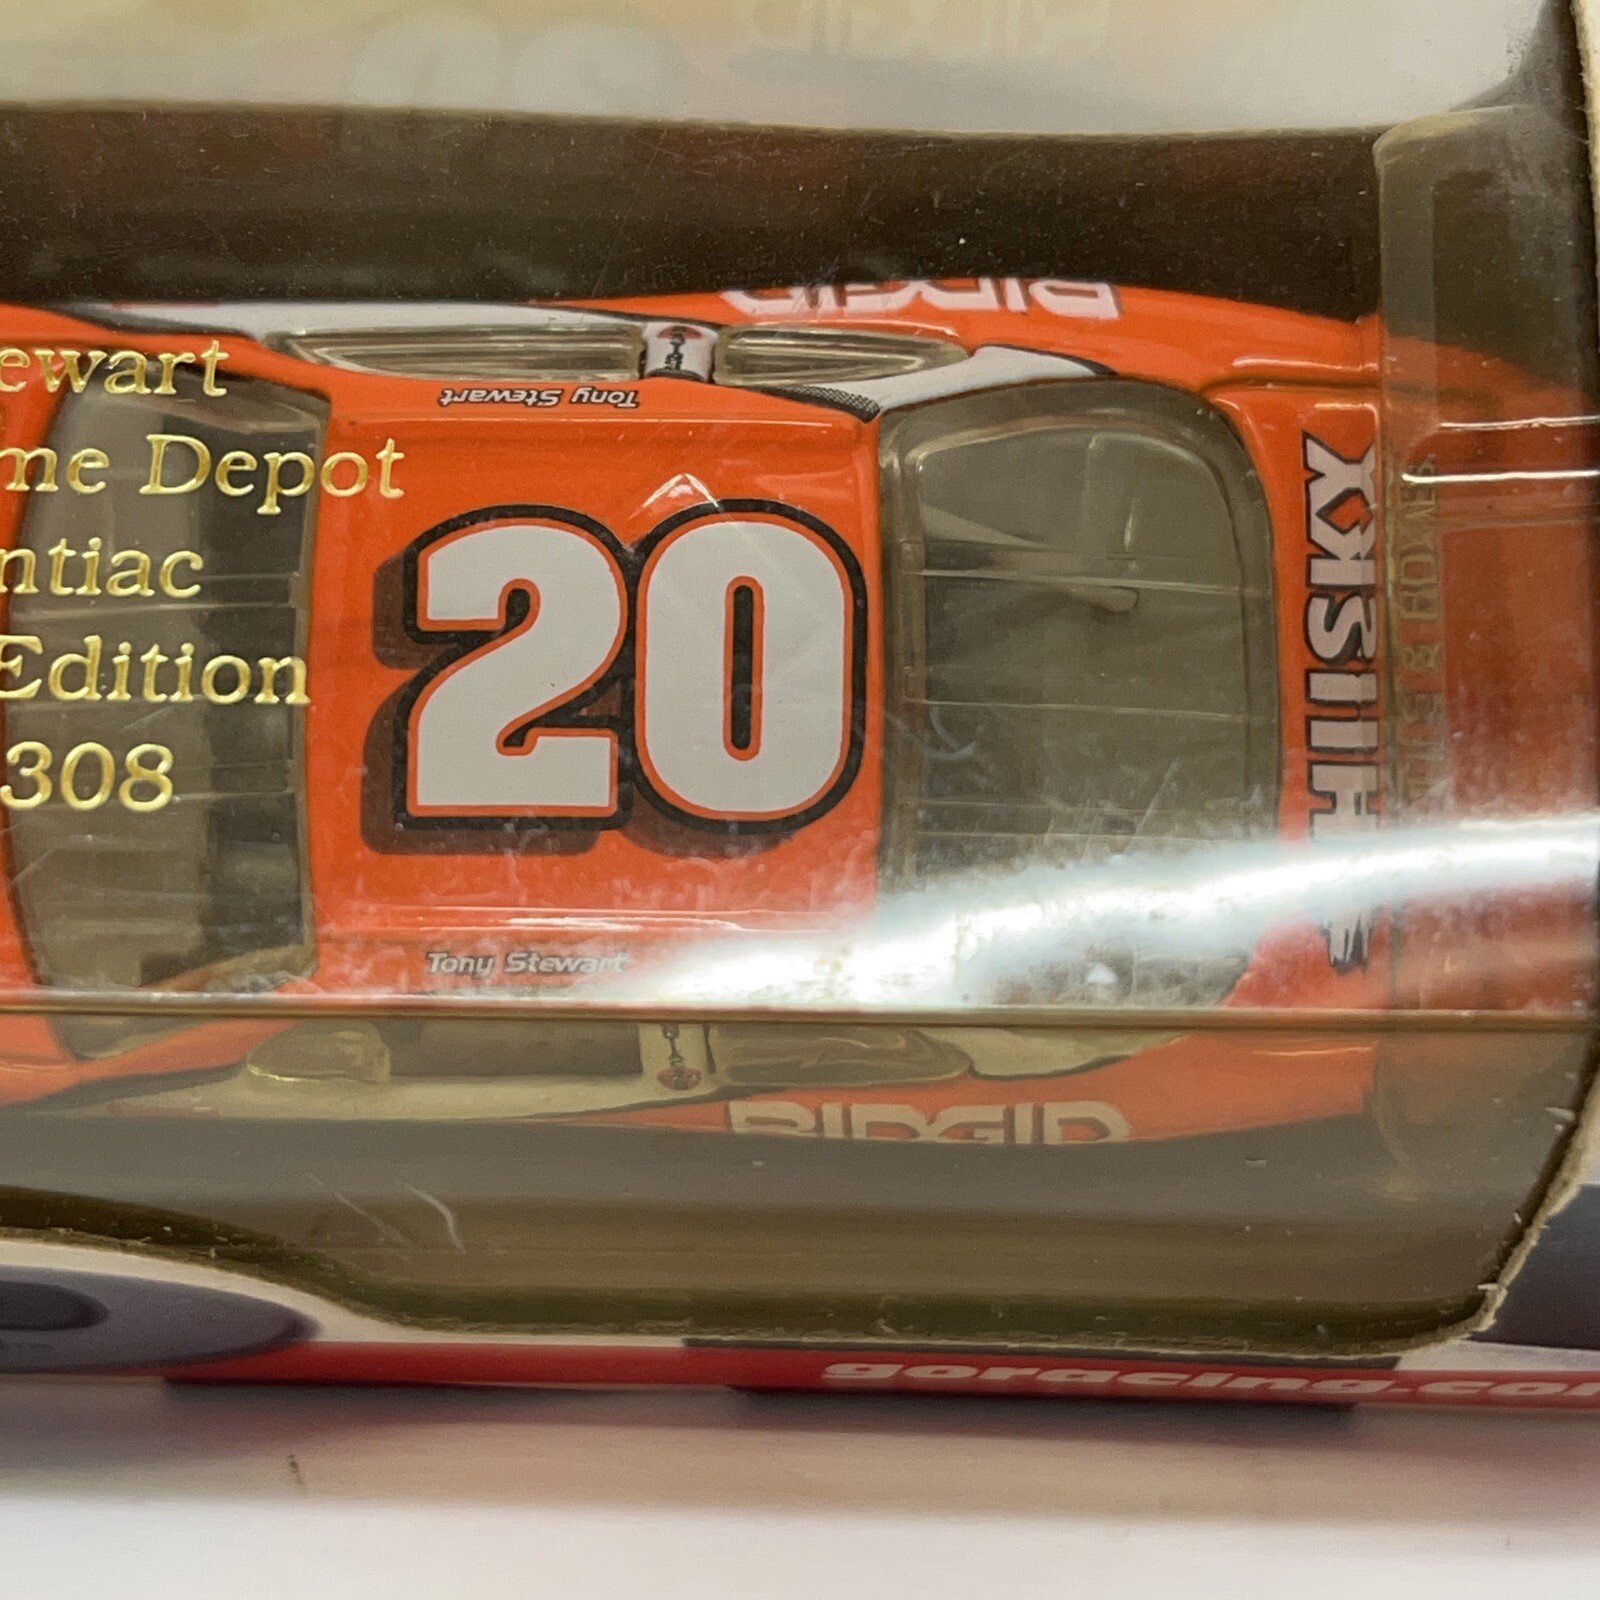 RIDGID
ewart
Tony Stewart
me Depot
20
ntiac
Edition
308
HUSKY
Tony Stewart
RIDGID
goracing.co